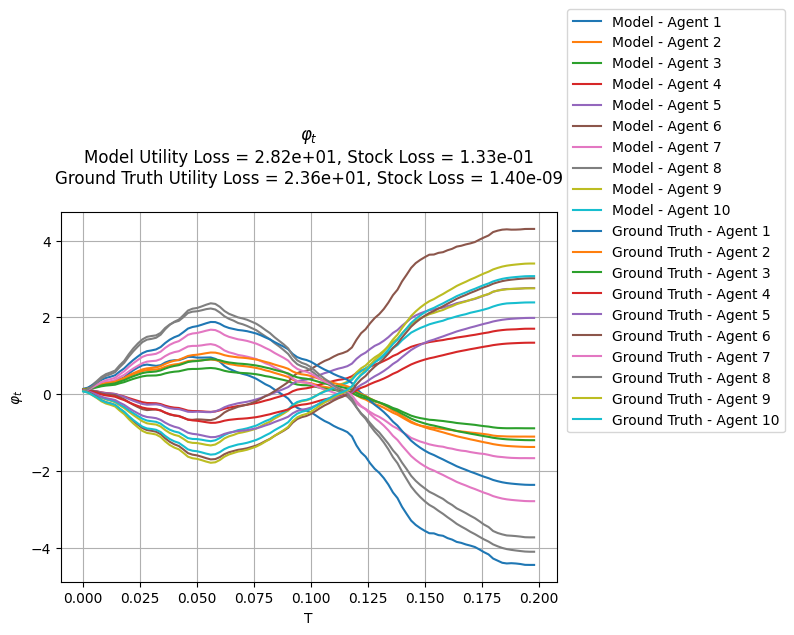 φt
Model Utility Loss = 2.82e+01, Stock Loss = 1.33e-01
Ground Truth Utility Loss = 2.36e+01, Stock Loss = 1.40e-09
4
2
0
−2
−4
φt
0.000 0.025 0.050 0.075 0.100 0.125 0.150 0.175 0.200
T
Model - Agent 1
Model - Agent 2
Model - Agent 3
Model - Agent 4
Model - Agent 5
Model - Agent 6
Model - Agent 7
Model - Agent 8
Model - Agent 9
Model - Agent 10
Ground Truth - Agent 1
Ground Truth - Agent 2
Ground Truth - Agent 3
Ground Truth - Agent 4
Ground Truth - Agent 5
Ground Truth - Agent 6
Ground Truth - Agent 7
Ground Truth - Agent 8
Ground Truth - Agent 9
Ground Truth - Agent 10